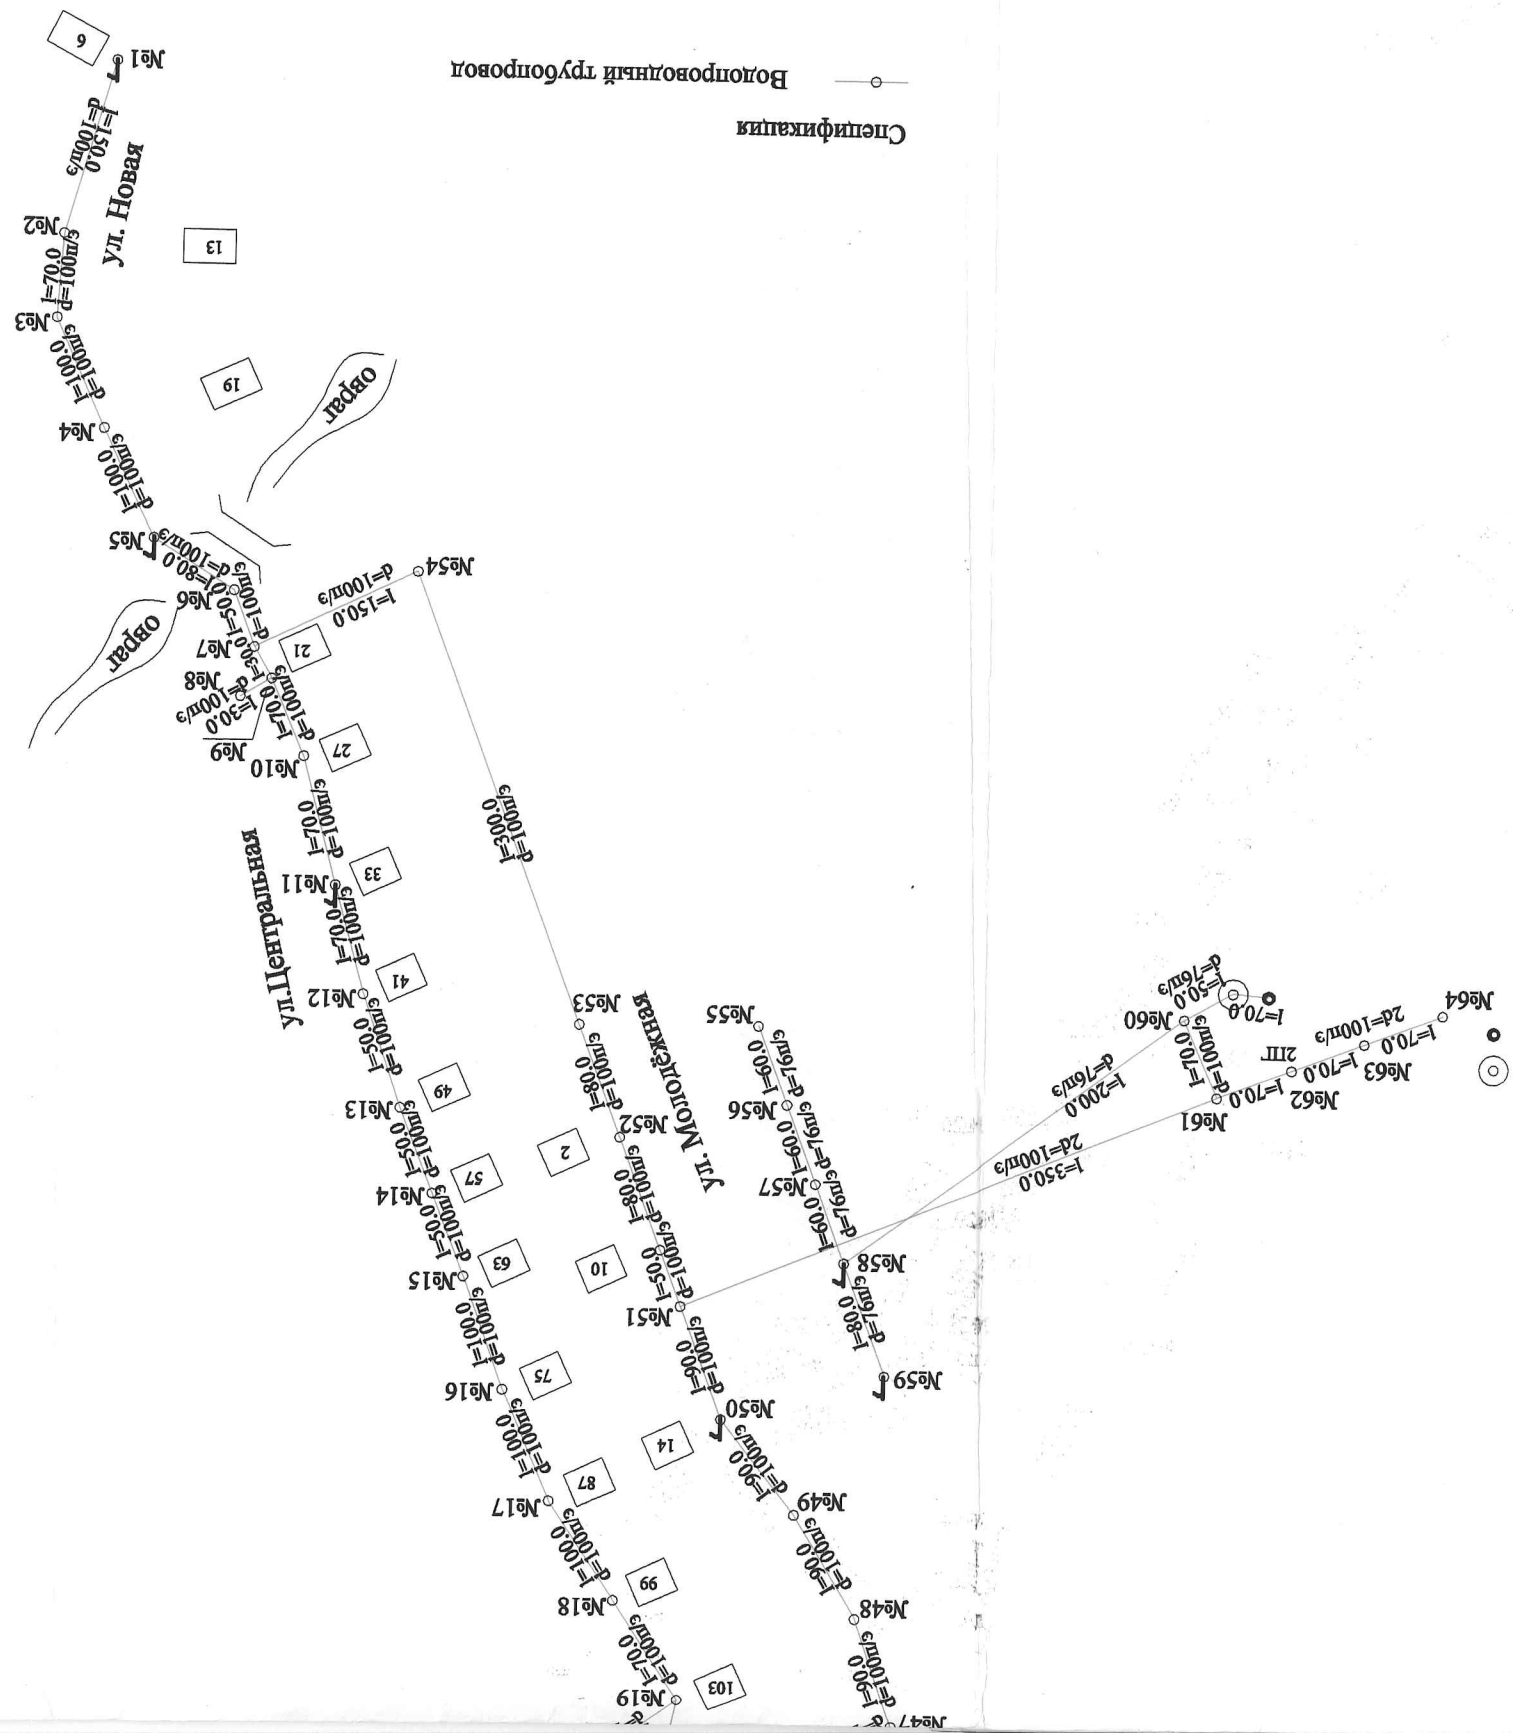 Спецификация
Водопроводный трубопровод
6
№1
l=150.0
d=100п/э
ул. Новая
№2
l=70.0
d=100п/э
13
№3
l=100.0
d=100п/э
19
№4
l=100.0
d=100п/э
овраг
№5
l=80.0
d=100п/э
№6
l=50.0
d=100п/э
овраг
№7
l=30.0
№8
l=30.0
d=100п/э
№9
l=70.0
d=100п/э
21
№10
27
l=70.0
d=100п/э
№11
33
l=70.0
d=100п/э
ул.Центральная
№12
41
l=50.0
d=100п/э
№13
49
l=50.0
d=100п/э
№14
57
l=50.0
d=100п/э
№15
63
l=100.0
d=100п/э
№16
75
l=100.0
d=100п/э
№17
87
l=100.0
d=100п/э
№18
99
l=70.0
d=100п/э
№19
103
d
№54
l=150.0
d=100п/э
l=300.0
d=100п/э
№53
l=80.0
d=100п/э
№52
2
l=80.0
d=100п/э
10
l=50.0
d=100п/э
№51
ул. Молодёжная
l=90.0
d=100п/э
№50
14
l=90.0
d=100п/э
№49
l=90.0
d=100п/э
№48
l=90.0
d=100п/э
№47
№55
l=60.0
d=76п/э
№56
l=60.0
d=76п/э
№57
l=60.0
d=76п/э
№58
l=80.0
d=76п/э
№59
l=200.0
d=76п/э
l=350.0
2d=100п/э
№60
l=50.0
d=76п/э
l=70.0
l=70.0
d=100п/э
№61
l=70.0
№62
2ПГ
l=70.0
№63
l=70.0
2d=100п/э
№64